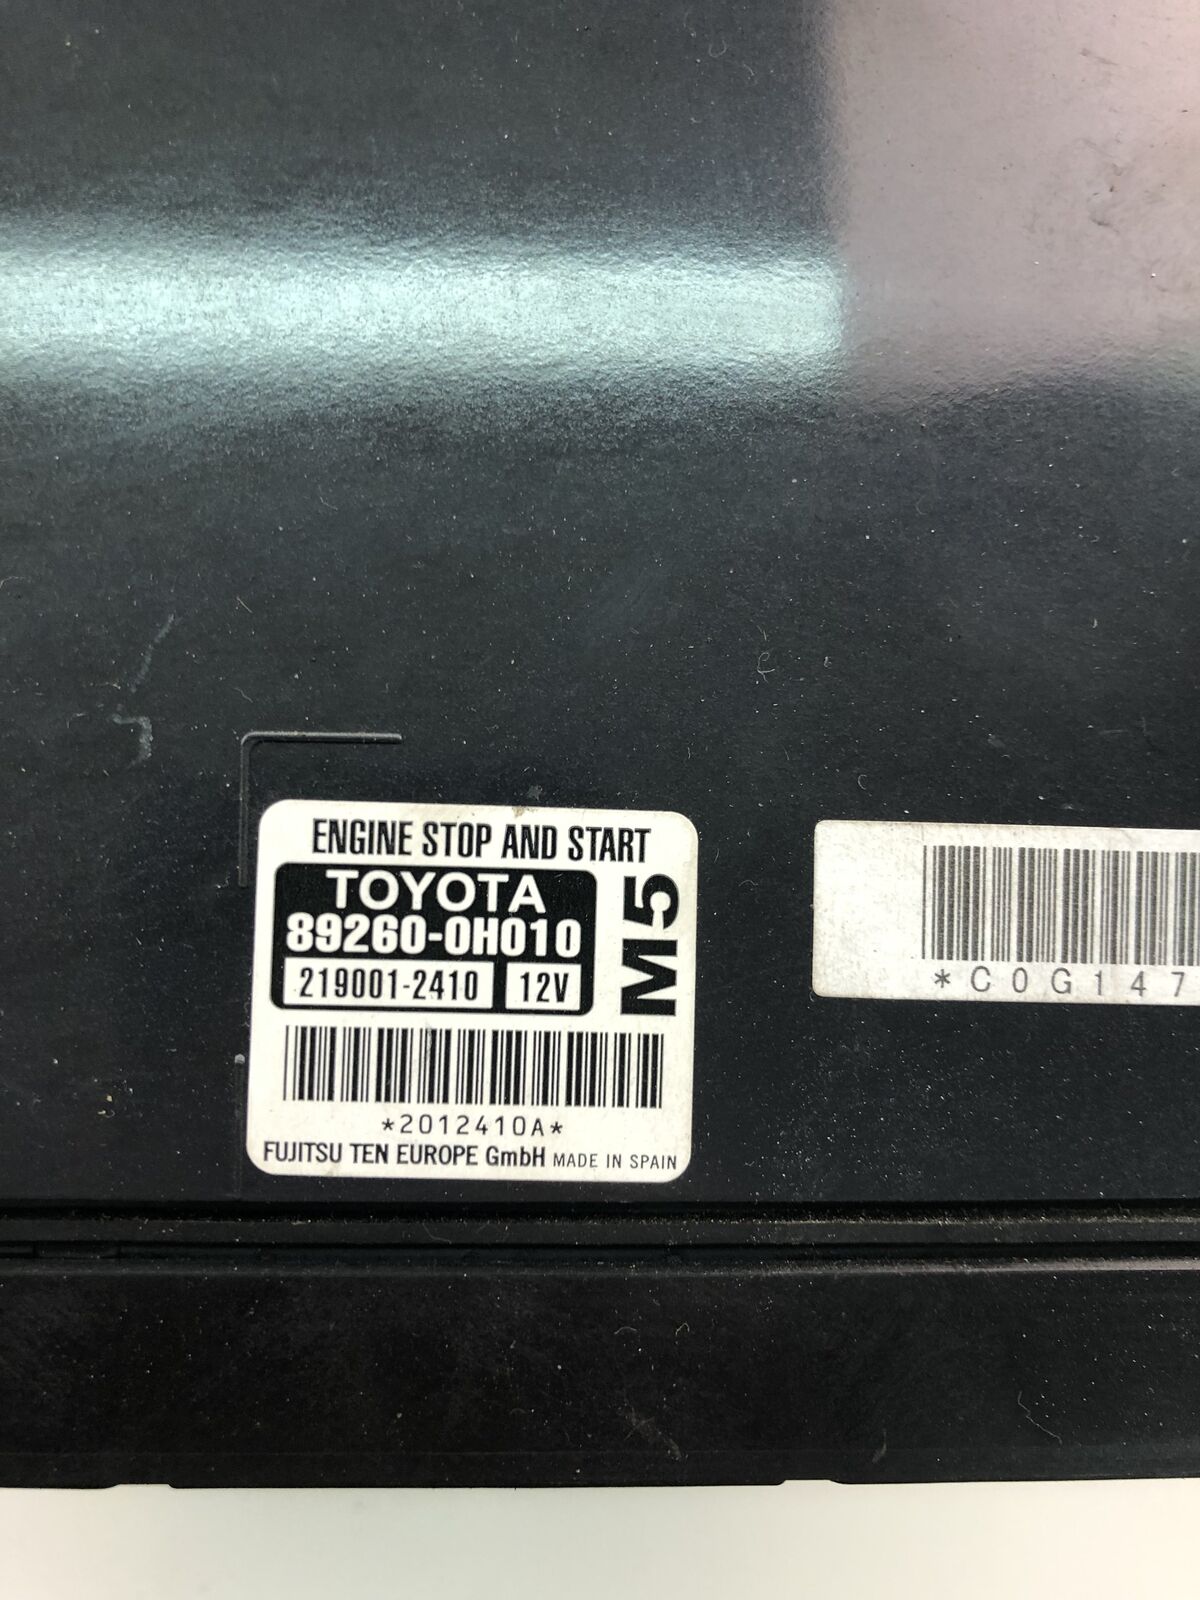 ENGINE STOP AND START
TOYOTA
89260-0H010
219001-2410 12V
M5
*2012410A*
FUJITSU TEN EUROPE GmbH MADE IN SPAIN
*C0G147